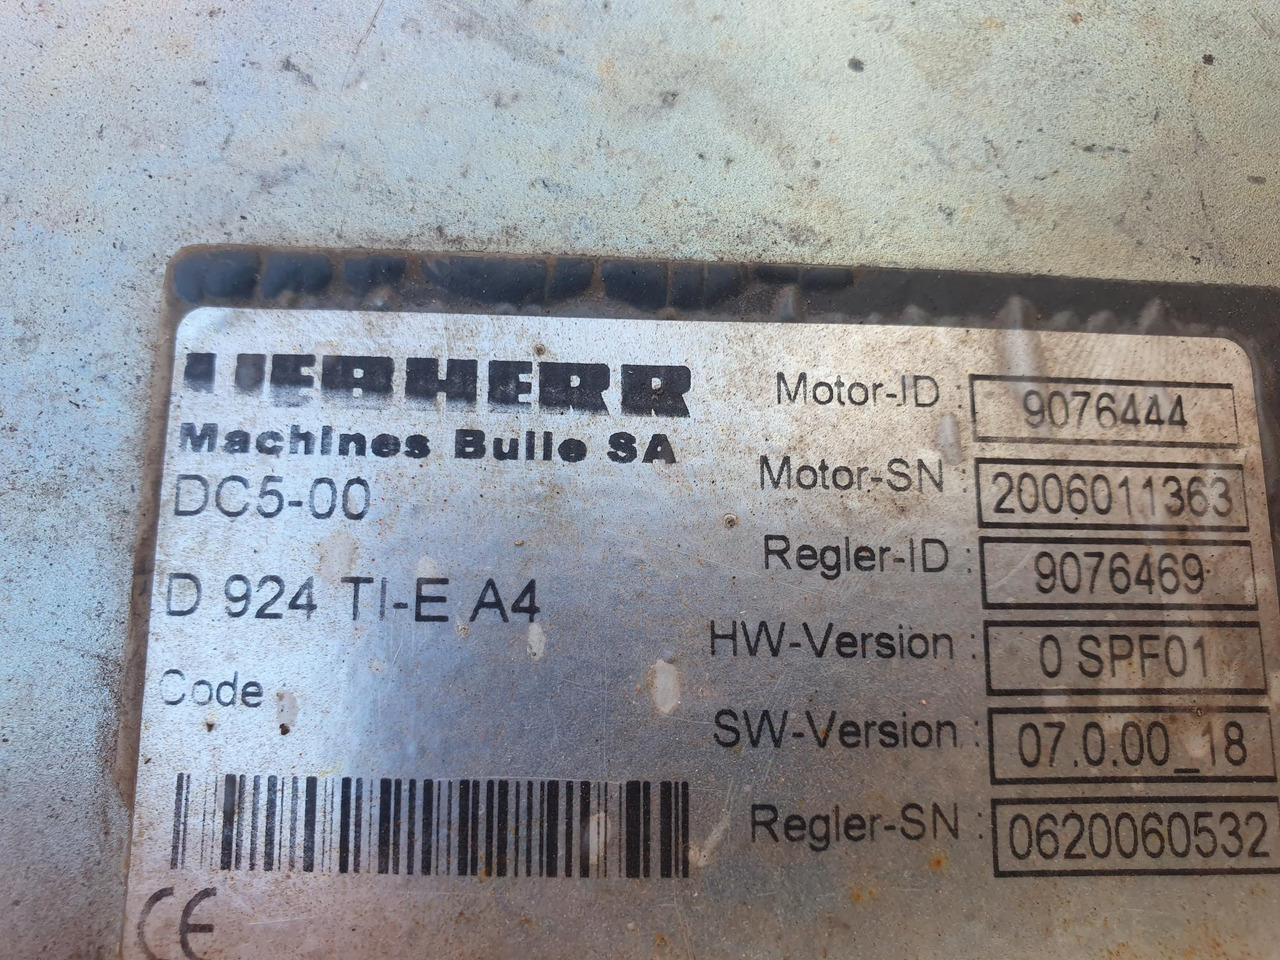 LIEBHERR
Machines Bulle SA
DC5-00
D 924 TI-E A4
Code :
Motor-ID : 9076444
Motor-SN : 2006011363
Regler-ID : 9076469
HW-Version : 0 SPF01
SW-Version : 07.0.00_18
Regler-SN : 0620060532
CE